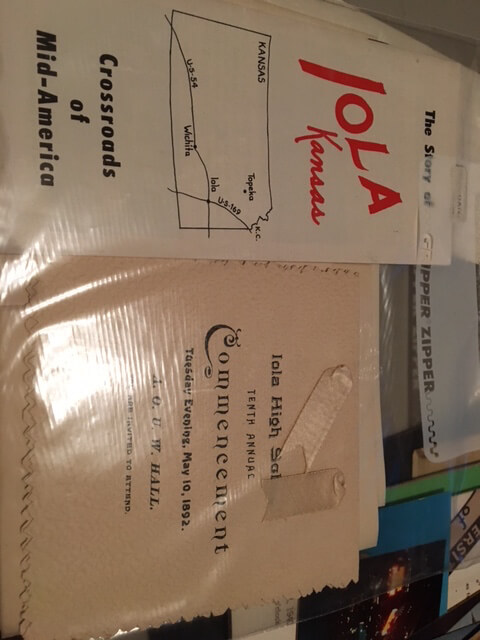 The Story of
GRIPPER ZIPPER
IOLA
Kansas
KANSAS
U-S-54
Wichita
Topeka
Iola
U-S-169
K.C.
Crossroads
of
Mid-America
Iola High
TENTH ANNUAL
Commencement
Tuesday Evening, May 10, 1892.
O. U. W. HALL.
INVITED TO ATTEND.